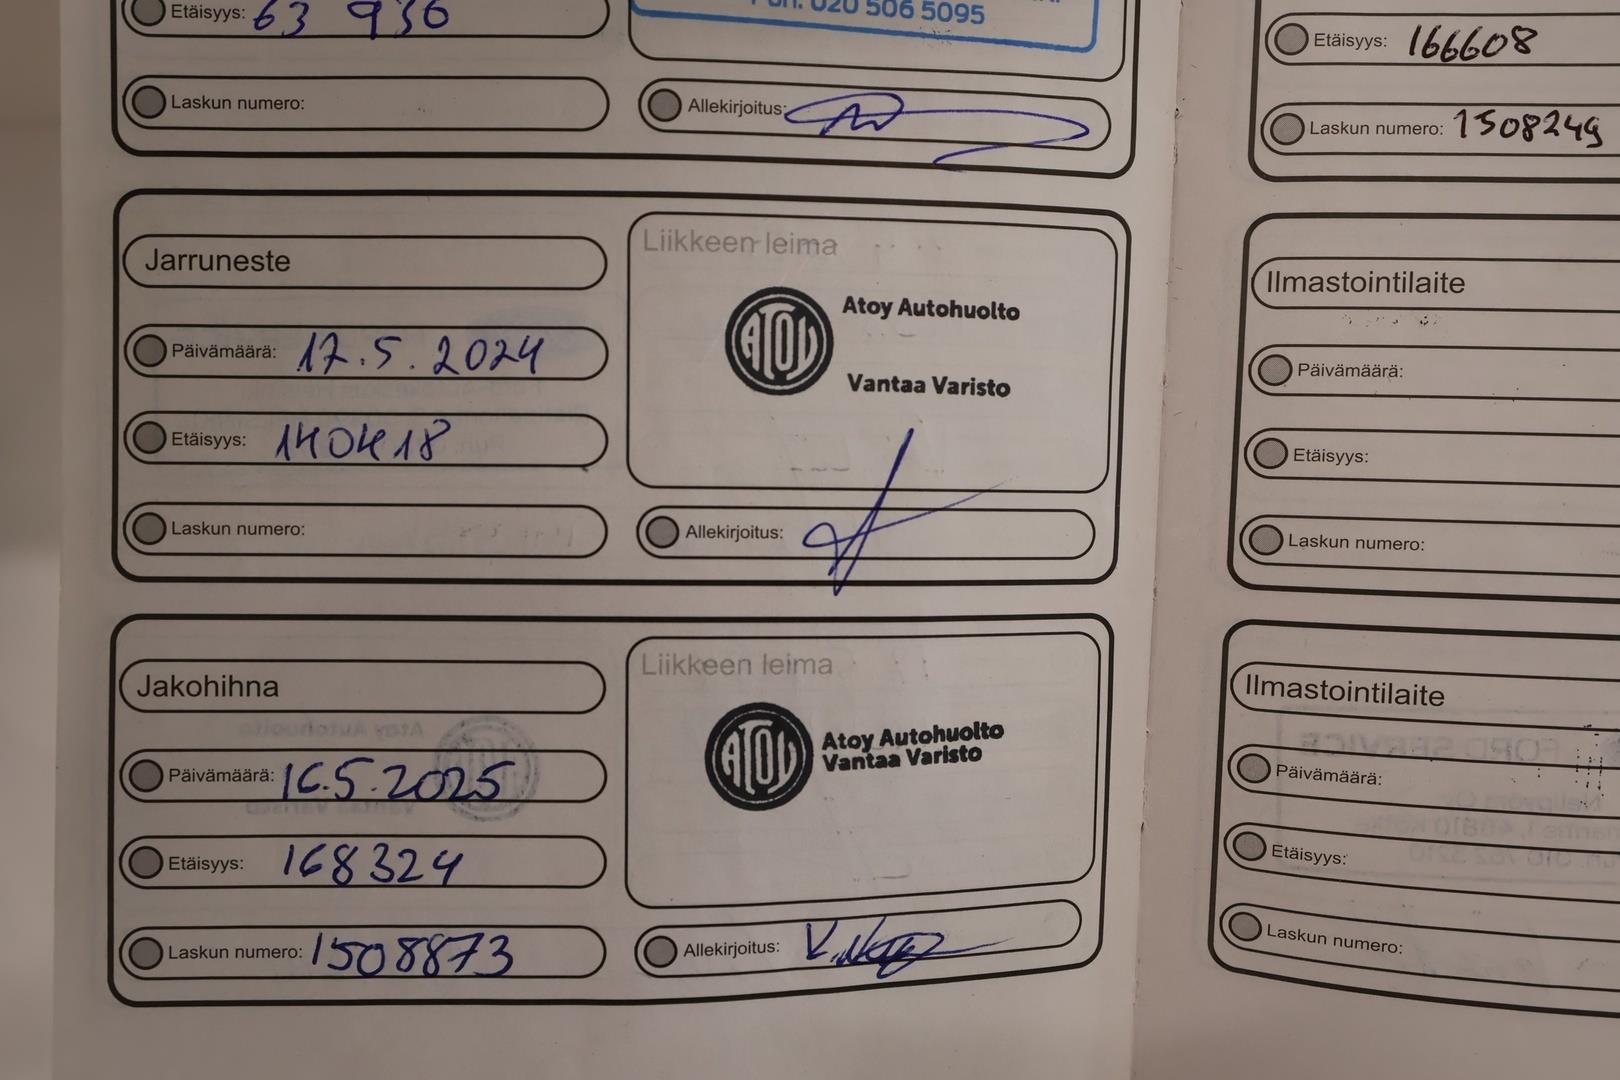 Etäisyys: 63 936
020 506 5095
Laskun numero:
Allekirjoitus:
Jarruneste
Päivämäärä: 17.5.2024
Etäisyys: 140418
Laskun numero:
Liikkeen leima
ATOY
Atoy Autohuolto
Vantaa Varisto
Allekirjoitus:
Jakohihna
Päivämäärä: 16.5.2025
Etäisyys: 168324
Laskun numero: 1508873
Liikkeen leima
ATOY
Atoy Autohuolto
Vantaa Varisto
Allekirjoitus:
Etäisyys: 166608
Laskun numero: 1508249
Ilmastointilaite
Päivämäärä:
Etäisyys:
Laskun numero:
Ilmastointilaite
Päivämäärä:
Etäisyys:
Laskun numero: